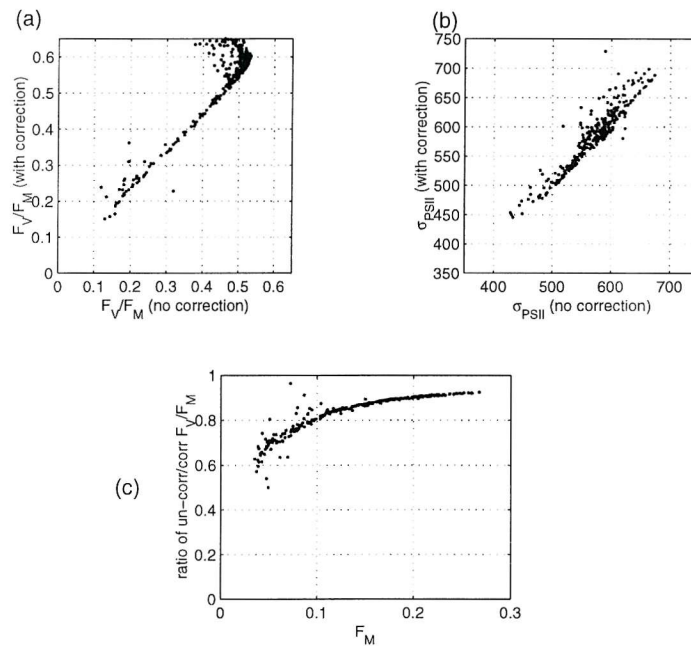 (a)
0.6
0.5
0.4
0.3
0.2
0.1
0
F_V/F_M (with correction)
0 0.1 0.2 0.3 0.4 0.5 0.6
F_V/F_M (no correction)
(b)
750
700
650
600
550
500
450
400
350
σ_PSII (with correction)
400 500 600 700
σ_PSII (no correction)
(c)
1
0.8
0.6
0.4
0.2
0
ratio of un-corr/corr F_V/F_M
0 0.1 0.2 0.3
F_M